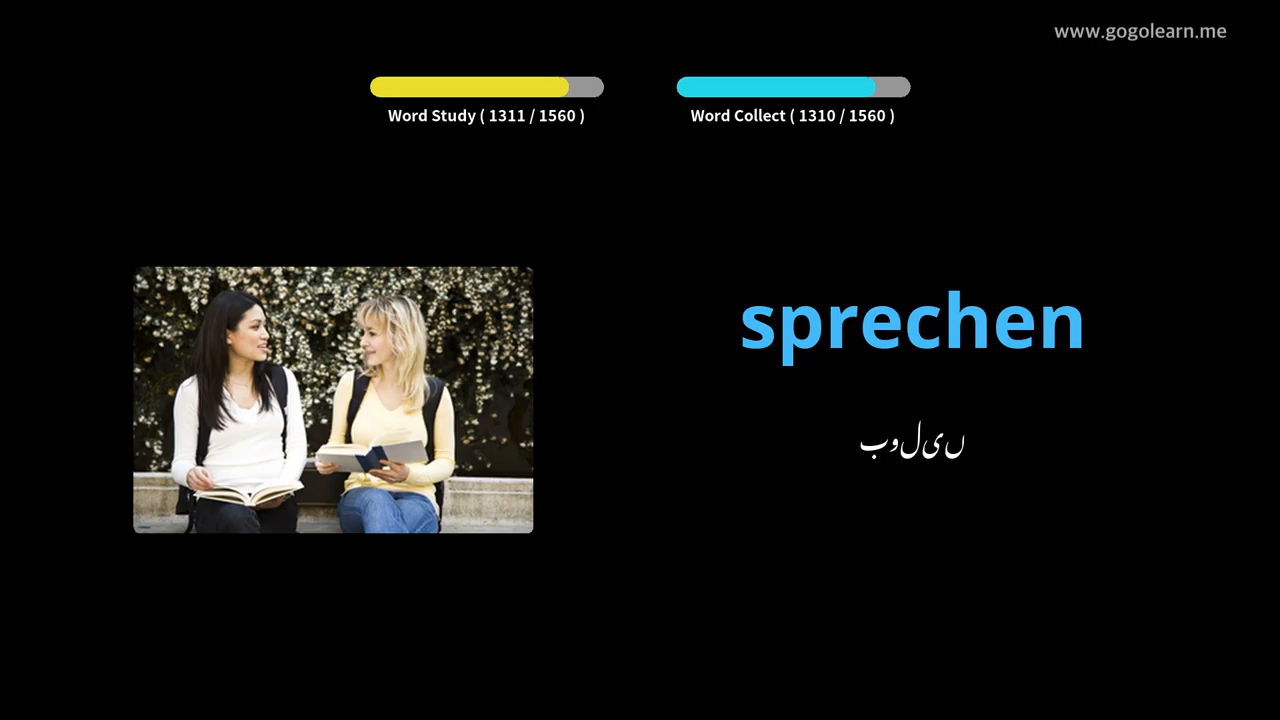 www.gogolearn.me
Word Study ( 1311 / 1560 )
Word Collect ( 1310 / 1560 )
sprechen
بولیں